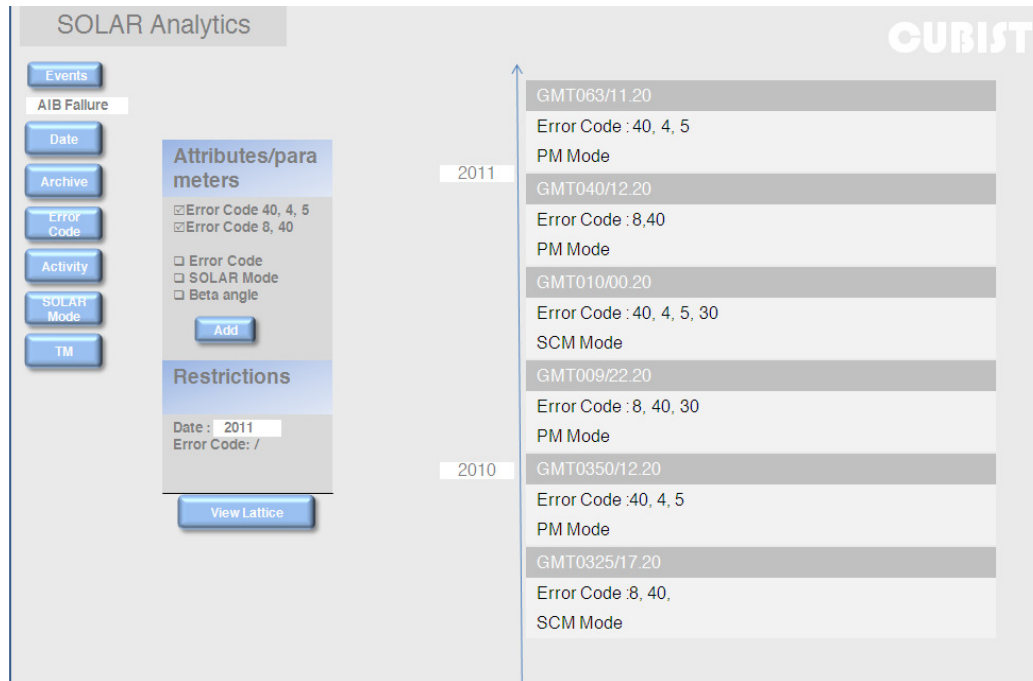 SOLAR Analytics
CUBIST
Events
AIB Failure
Date
Archive
Error
Code
Activity
SOLAR
Mode
TM
Attributes/para
meters
☑Error Code 40, 4, 5
☑Error Code 8, 40
❑ Error Code
❑ SOLAR Mode
❑ Beta angle
Add
Restrictions
Date : 2011
Error Code: /
View Lattice
2011
2010
GMT063/11.20
Error Code : 40, 4, 5
PM Mode
GMT040/12.20
Error Code : 8,40
PM Mode
GMT010/00.20
Error Code : 40, 4, 5, 30
SCM Mode
GMT009/22.20
Error Code : 8, 40, 30
PM Mode
GMT0350/12.20
Error Code :40, 4, 5
PM Mode
GMT0325/17.20
Error Code :8, 40,
SCM Mode